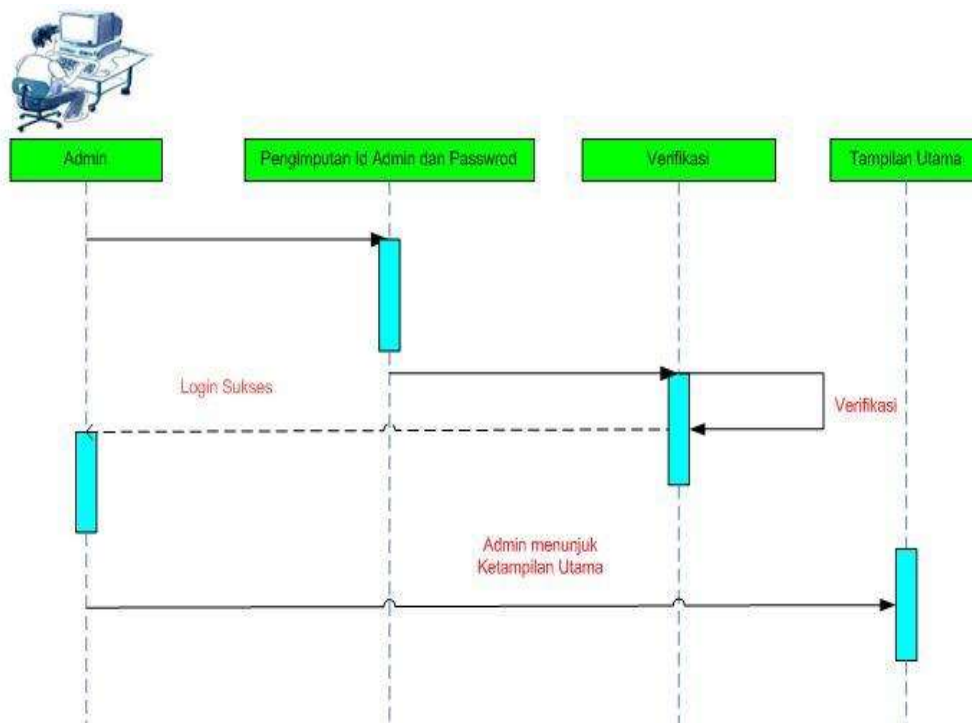 Admin
Pengimputan Id Admin dan Passwrod
Verifikasi
Tampilan Utama
Login Sukses
Verifikasi
Admin menunjuk
Ketampilan Utama